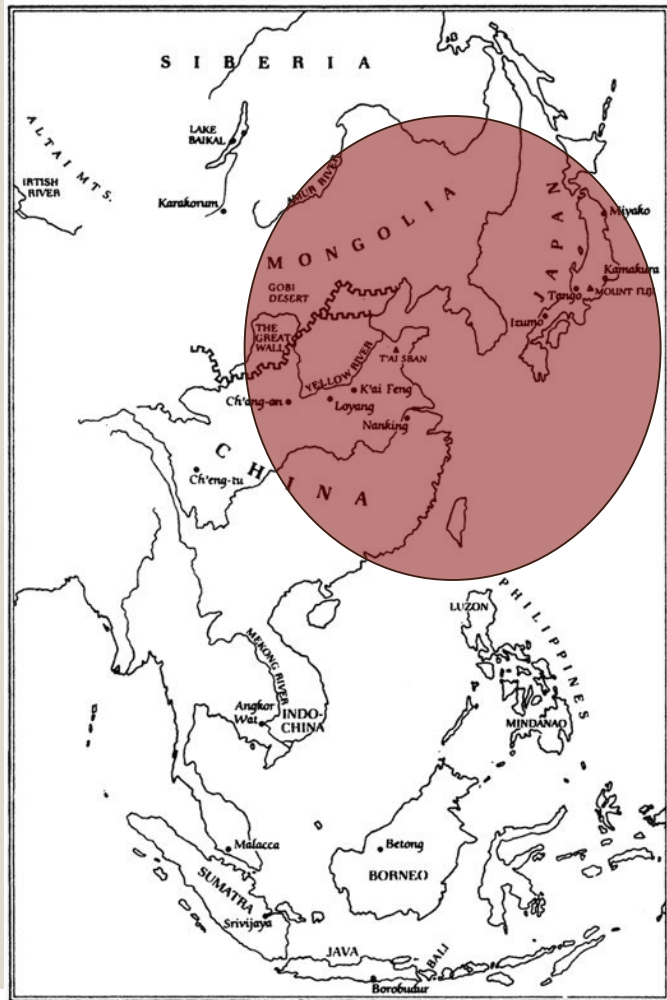 SIBERIA
ALTAI MTS.
LAKE
BAIKAL
IRTISH
RIVER
Karakorum
AMUR RIVER
MONGOLIA
JAPAN
Miyako
GOBI
DESERT
Kamakura
Tango
MOUNT FUJI
Izumo
THE
GREAT
WALL
T'AI SHAN
YELLOW RIVER
K'ai Feng
Ch'ang-an
Loyang
Nanking
CHINA
Ch'eng-tu
PHILIPPINES
LUZON
MEKONG RIVER
Angkor
Wat
INDO-
CHINA
MINDANAO
Malacca
Betong
BORNEO
SUMATRA
Srivijaya
JAVA
BALI
Borobudur